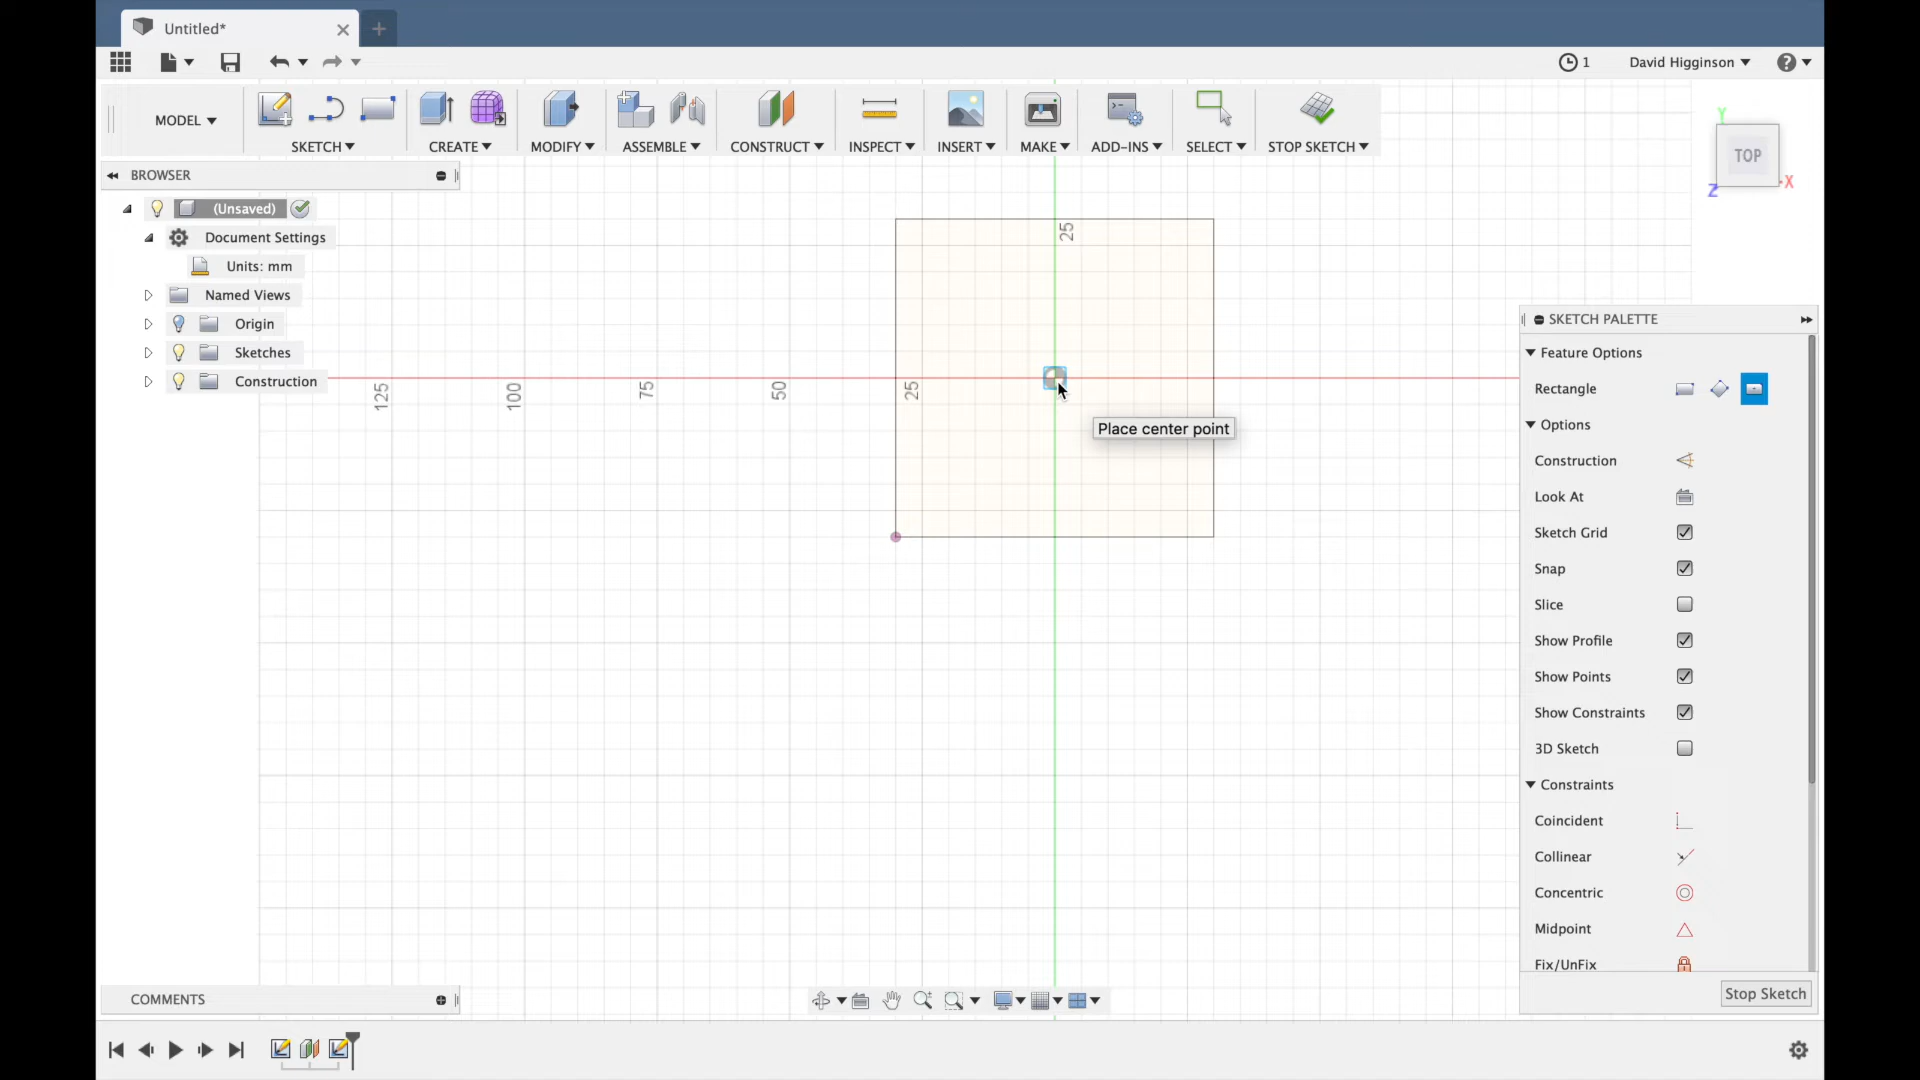 Untitled*
1
David Higginson
MODEL
SKETCH
CREATE
MODIFY
ASSEMBLE
CONSTRUCT
INSPECT
INSERT
MAKE
ADD-INS
SELECT
STOP SKETCH
Y
TOP
X
Z
BROWSER
(Unsaved)
Document Settings
Units: mm
Named Views
Origin
Sketches
Construction
25
125
100
75
50
25
Place center point
SKETCH PALETTE
Feature Options
Rectangle
Options
Construction
Look At
Sketch Grid
Snap
Slice
Show Profile
Show Points
Show Constraints
3D Sketch
Constraints
Coincident
Collinear
Concentric
Midpoint
Fix/UnFix
Stop Sketch
COMMENTS